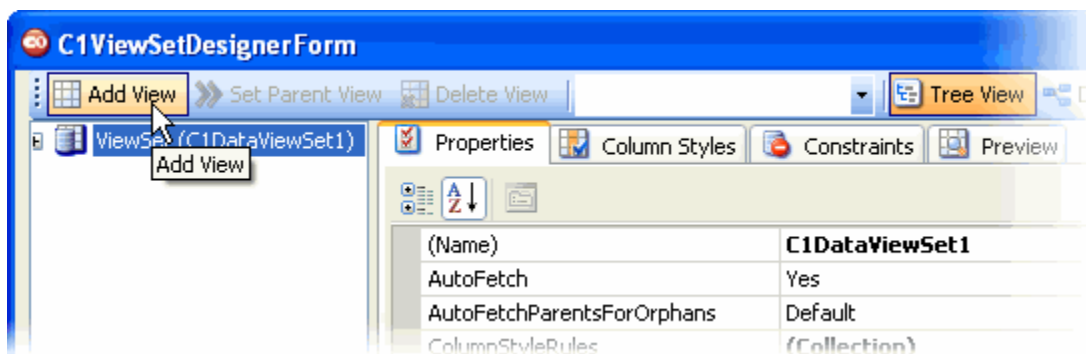 C1ViewSetDesignerForm
Add View Set Parent View Delete View Tree View
ViewSet (C1DataViewSet1) Properties Column Styles Constraints Preview
Add View
(Name) C1DataViewSet1
AutoFetch Yes
AutoFetchParentsForOrphans Default
ColumnStyleRules (Collection)